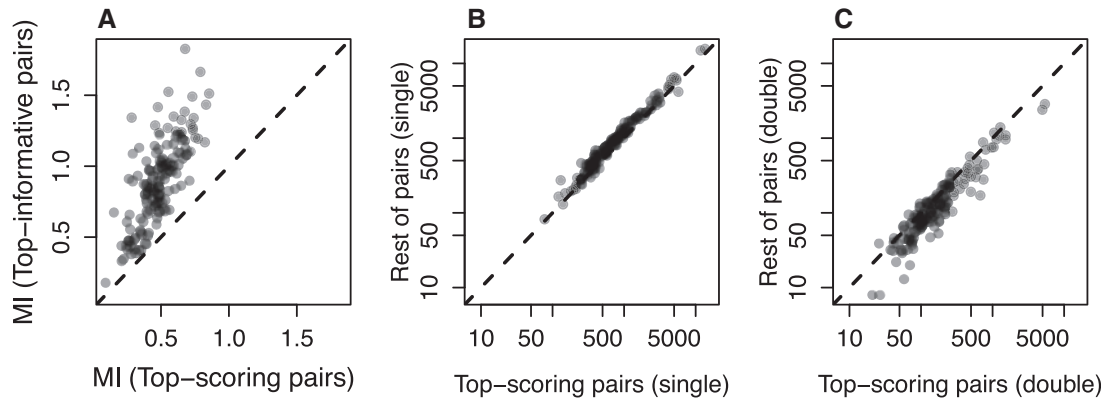 A
MI (Top−informative pairs)
0.5 1.0 1.5
0.5 1.0 1.5
MI (Top−scoring pairs)
B
Rest of pairs (single)
10 50 500 5000
10 50 500 5000
Top−scoring pairs (single)
C
Rest of pairs (double)
10 50 500 5000
10 50 500 5000
Top−scoring pairs (double)